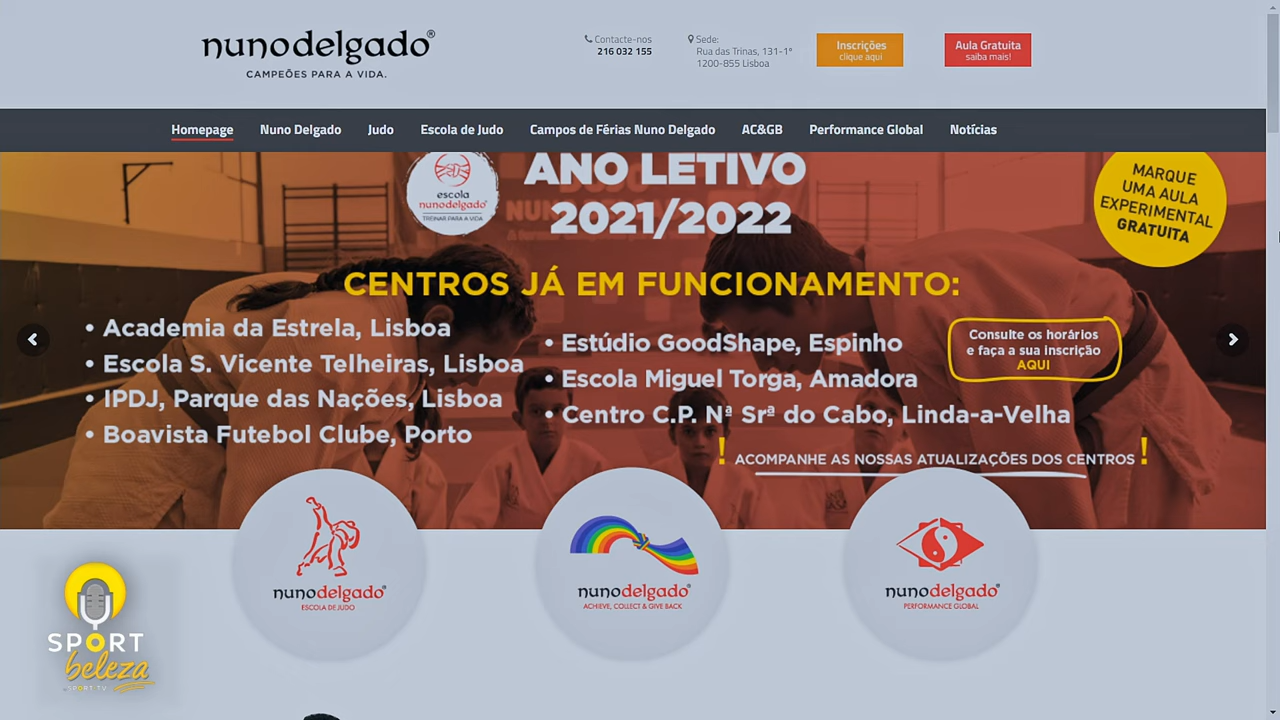 nunodelgado®
CAMPEÕES PARA A VIDA.
Contacte-nos
216 032 155
Sede:
Rua das Trinas, 131-1º
1200-855 Lisboa
Inscrições
clique aqui
Aula Gratuita
saiba mais!
Homepage
Nuno Delgado
Judo
Escola de Judo
Campos de Férias Nuno Delgado
AC&GB
Performance Global
Notícias
escola
nunodelgado®
TREINAR PARA A VIDA
ANO LETIVO
2021/2022
MARQUE
UMA AULA
EXPERIMENTAL
GRATUITA
CENTROS JÁ EM FUNCIONAMENTO:
• Academia da Estrela, Lisboa
• Escola S. Vicente Telheiras, Lisboa
• IPDJ, Parque das Nações, Lisboa
• Boavista Futebol Clube, Porto
• Estúdio GoodShape, Espinho
• Escola Miguel Torga, Amadora
• Centro C.P. Nª Srª do Cabo, Linda-a-Velha
Consulte os horários
e faça a sua inscrição
AQUI
! ACOMPANHE AS NOSSAS ATUALIZAÇÕES DOS CENTROS !
nunodelgado®
ESCOLA DE JUDO
nunodelgado®
ACHIEVE, COLLECT & GIVE BACK
nunodelgado®
PERFORMANCE GLOBAL
SPORT
beleza
SPORT TV